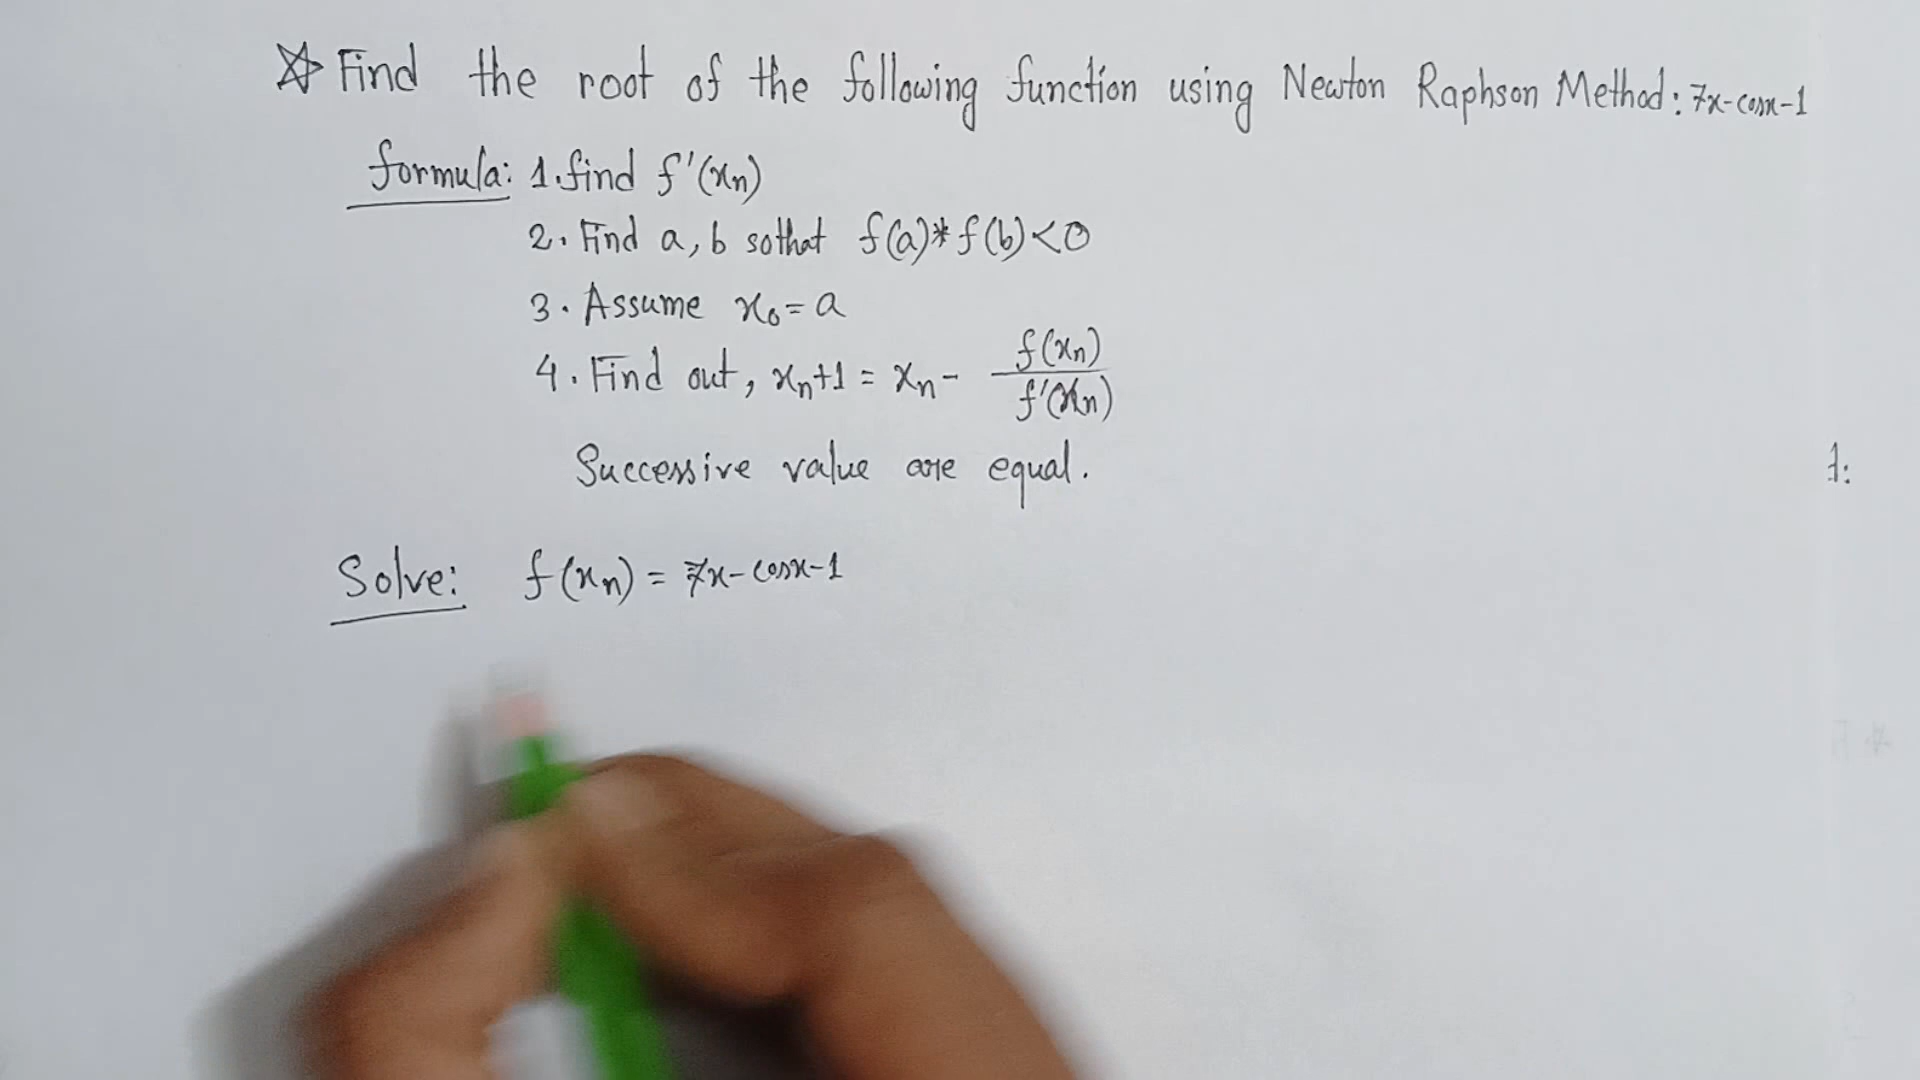 ☆ Find the root of the following function using Newton Raphson Method: 7x-cosx-1
formula: 1. find f'(xn)
2. Find a, b so that f(a)*f(b)<0
3. Assume x0=a
4. Find out, xn+1 = xn - f(xn)/f'(xn)
Successive value are equal.
1:
Solve: f(xn) = 7x-cosx-1